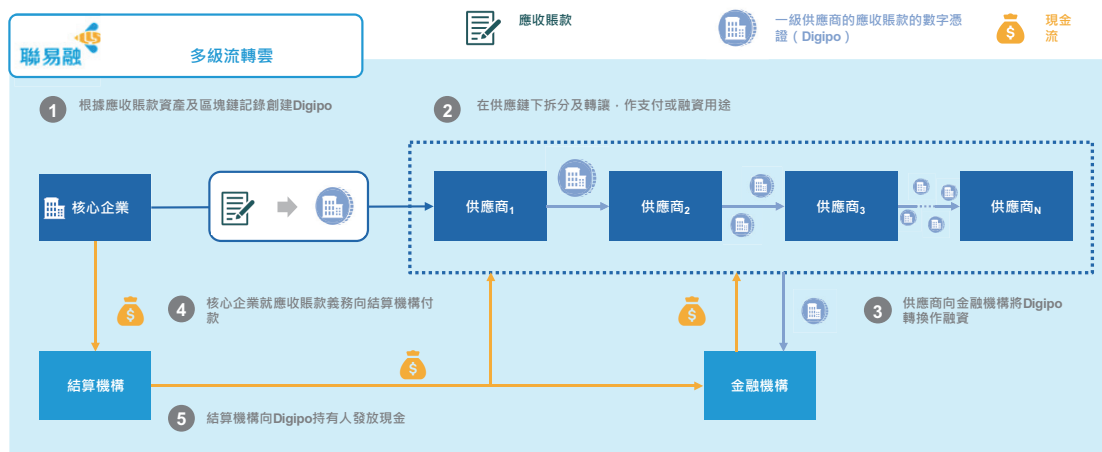 應收賬款
一級供應商的應收賬款的數字憑
證（Digipo）
現金
流
LLS
聯易融
多級流轉雲
1 根據應收賬款資產及區塊鏈記錄創建Digipo
2 在供應鏈下拆分及轉讓，作支付或融資用途
核心企業
供應商1
供應商2
供應商3
供應商N
4 核心企業就應收賬款義務向結算機構付
款
3 供應商向金融機構將Digipo
轉換作融資
結算機構
金融機構
5 結算機構向Digipo持有人發放現金